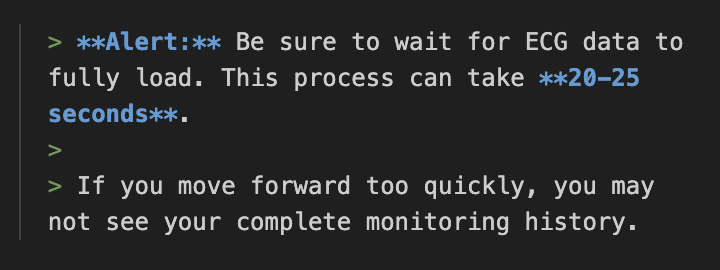 > **Alert:** Be sure to wait for ECG data to
fully load. This process can take **20–25
seconds**.
>
> If you move forward too quickly, you may
not see your complete monitoring history.